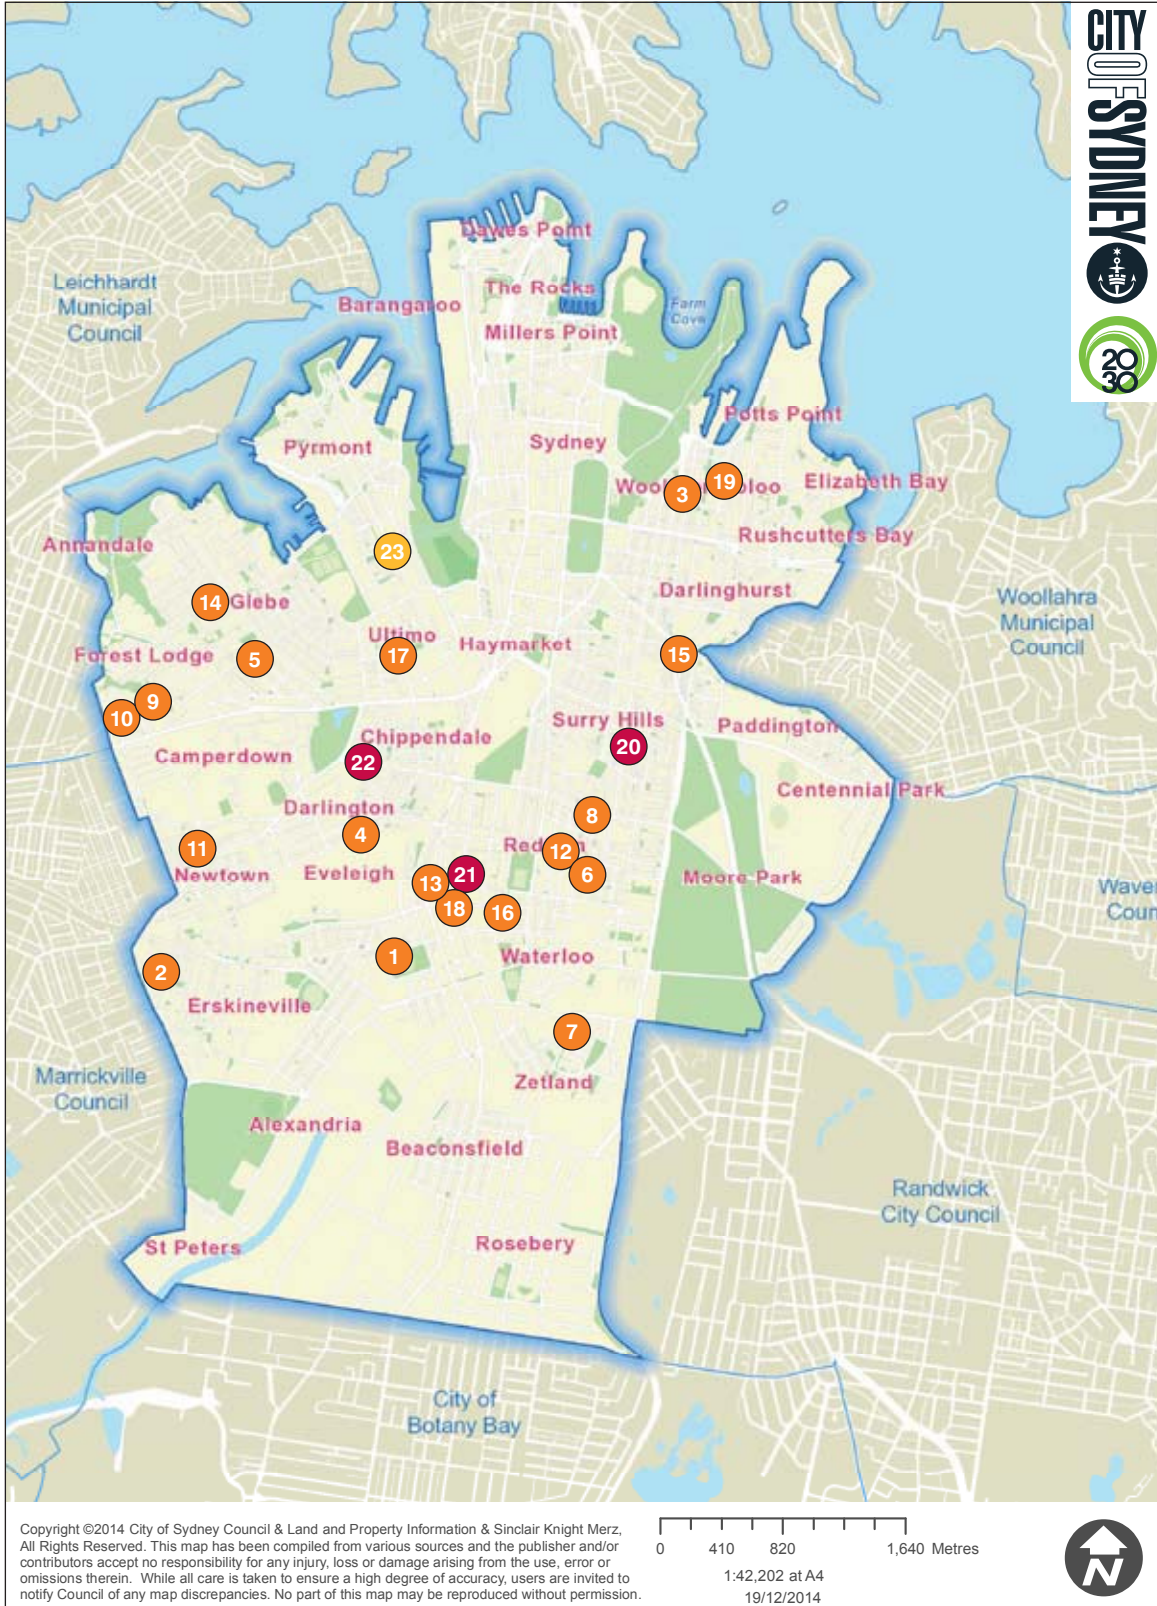 CITY OF SYDNEY
2030
Dawes Point
The Rocks
Barangaroo
Millers Point
Farm
Cove
Leichhardt
Municipal
Council
Potts Point
Pyrmont
Sydney
Elizabeth Bay
3
19
Rushcutters Bay
Annandale
23
Darlinghurst
Woollahra
Municipal
Council
14
Glebe
Ultimo
Haymarket
Forest Lodge
5
17
15
9
10
Surry Hills
Paddington
Chippendale
20
Camperdown
22
Centennial Park
Darlington
8
4
11
12
Newtown
Eveleigh
13
21
6
Moore Park
18
16
1
Waterloo
2
Erskineville
7
Marrickville
Council
Zetland
Alexandria
Beaconsfield
Randwick
City Council
St Peters
Rosebery
City of
Botany Bay
Copyright ©2014 City of Sydney Council & Land and Property Information & Sinclair Knight Merz,
All Rights Reserved. This map has been compiled from various sources and the publisher and/or
contributors accept no responsibility for any injury, loss or damage arising from the use, error or
omissions therein. While all care is taken to ensure a high degree of accuracy, users are invited to
notify Council of any map discrepancies. No part of this map may be reproduced without permission.
0 410 820 1,640 Metres
1:42,202 at A4
19/12/2014
N